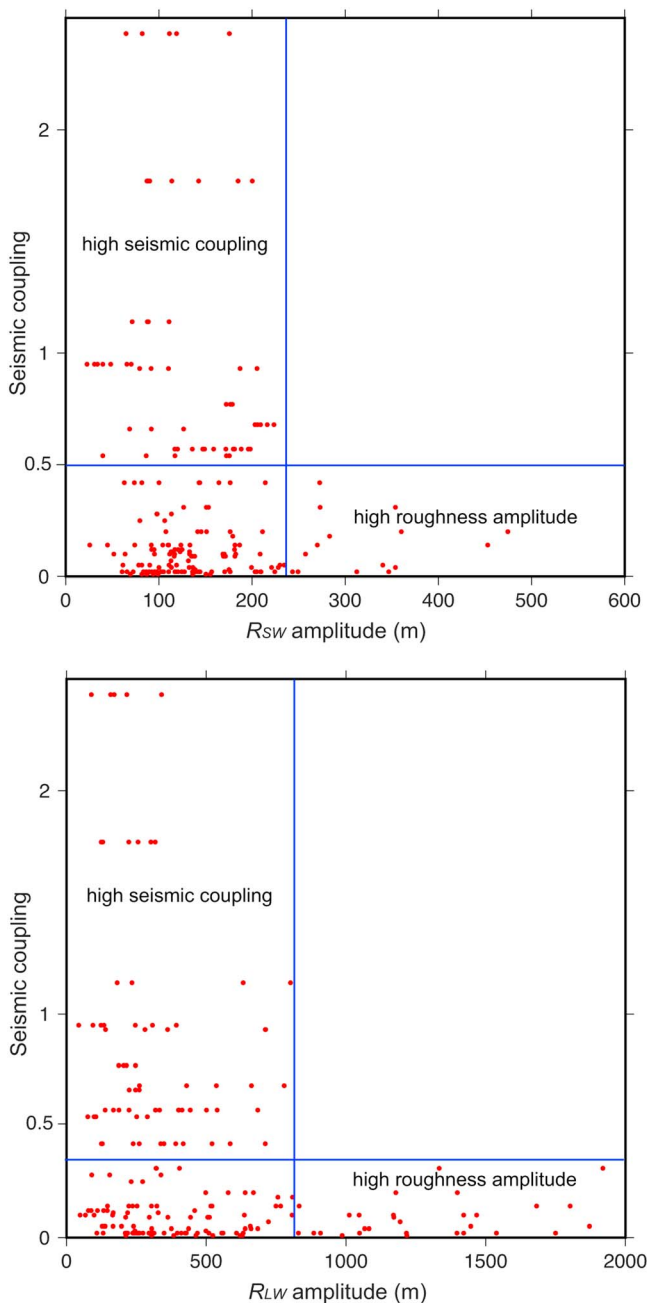 2
1
0.5
0
Seismic coupling
high seismic coupling
high roughness amplitude
0 100 200 300 400 500 600
RSW amplitude (m)
2
1
0.5
0
Seismic coupling
high seismic coupling
high roughness amplitude
0 500 1000 1500 2000
RLW amplitude (m)